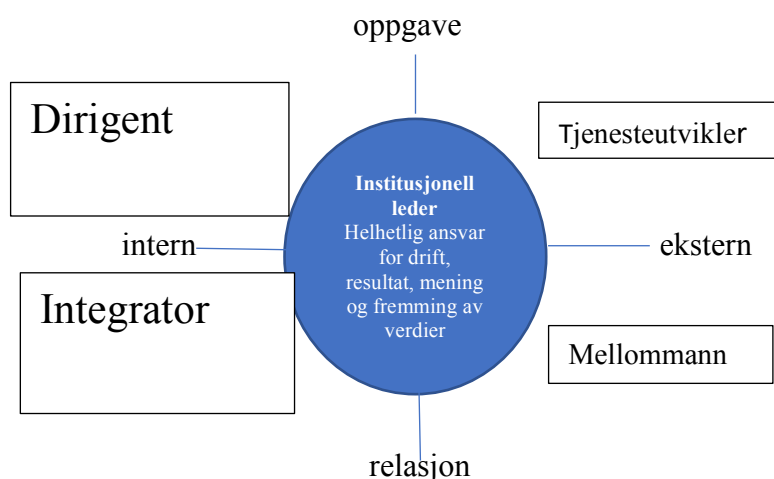 oppgave
Dirigent
Tjenesteutvikler
Institusjonell
leder
Helhetlig ansvar
for drift,
resultat, mening
og fremming av
verdier
intern
ekstern
Integrator
Mellommann
relasjon